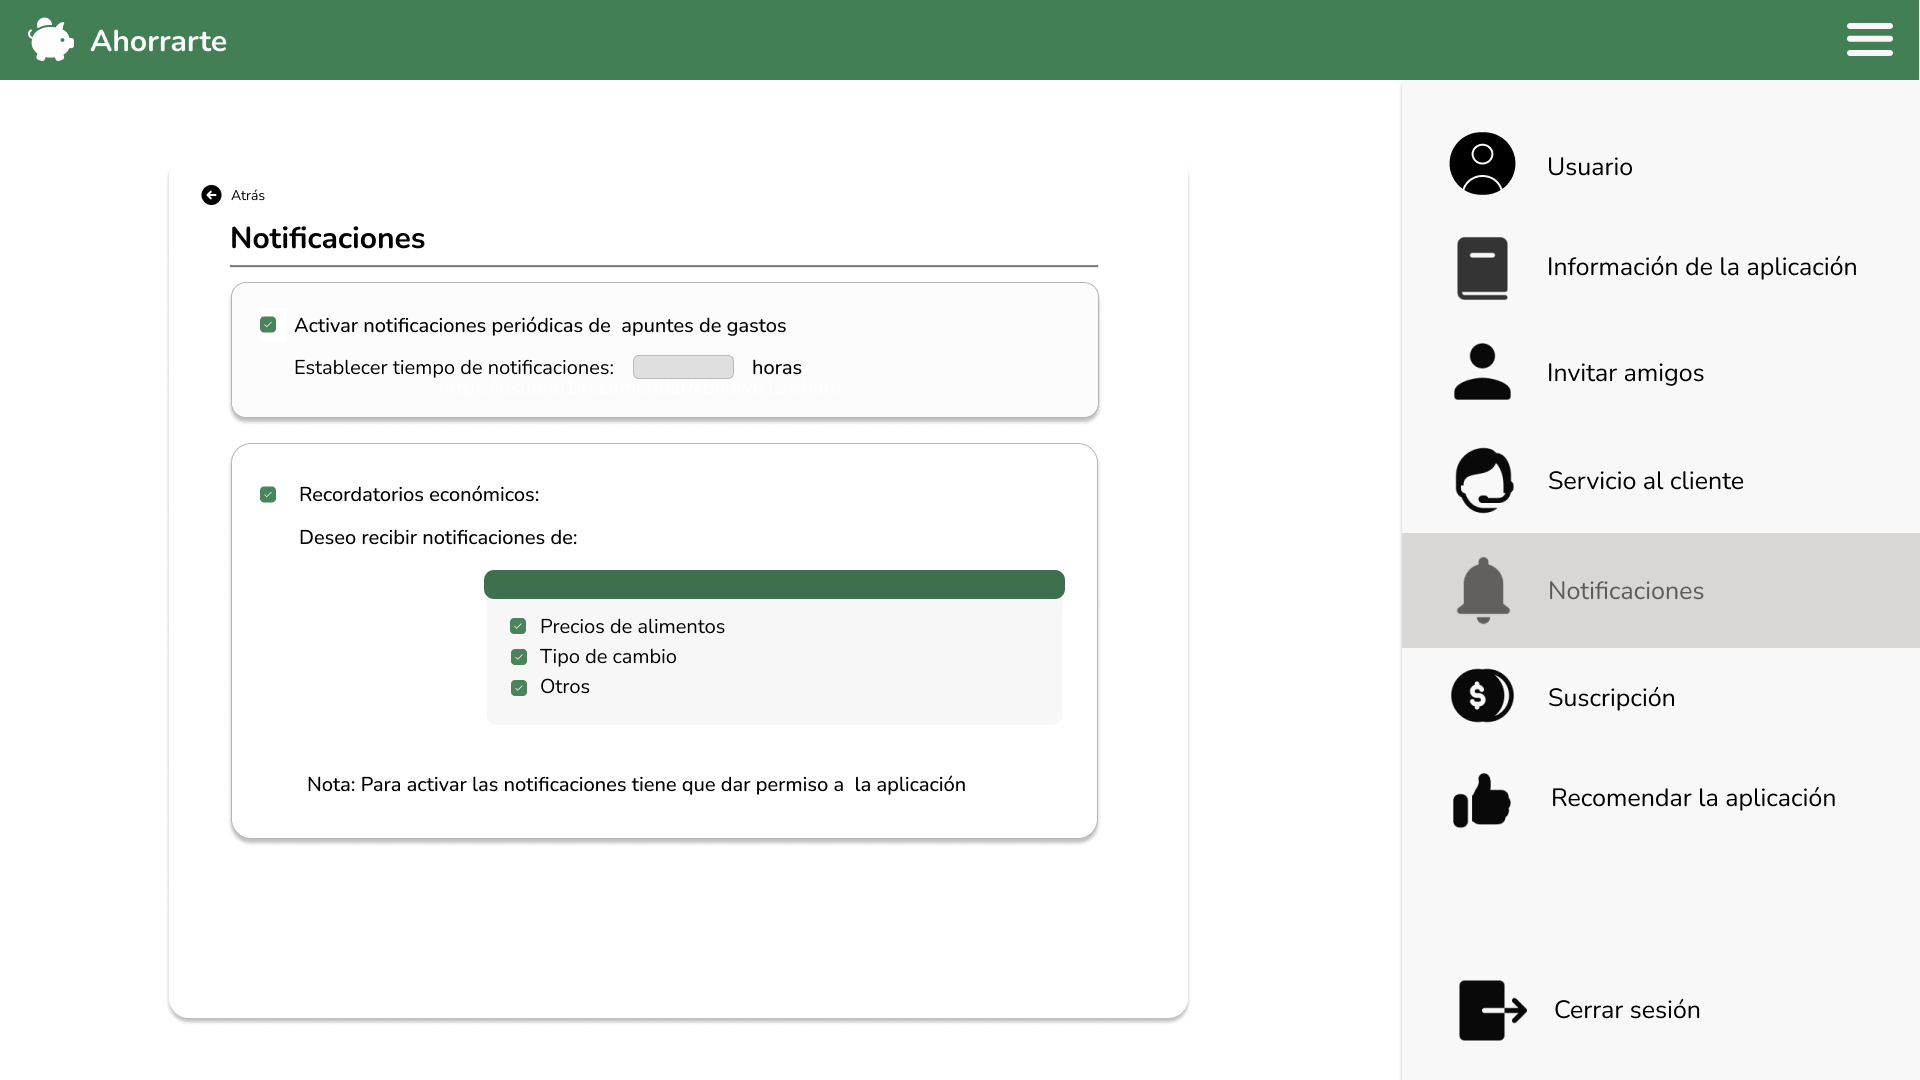 Ahorrarte
Atrás
Notificaciones
Activar notificaciones periódicas de  apuntes de gastos
Establecer tiempo de notificaciones: horas
Recordatorios económicos:
Deseo recibir notificaciones de:
Precios de alimentos
Tipo de cambio
Otros
Nota: Para activar las notificaciones tiene que dar permiso a  la aplicación
Usuario
Información de la aplicación
Invitar amigos
Servicio al cliente
Notificaciones
Suscripción
Recomendar la aplicación
Cerrar sesión